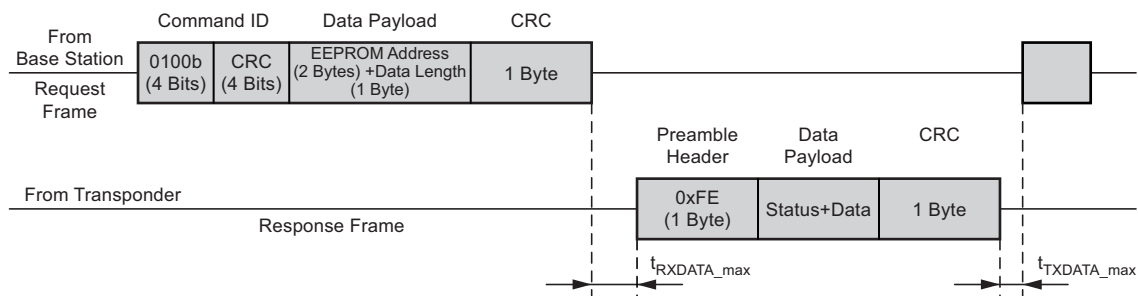 Command ID
Data Payload
CRC
From
Base Station
Request
Frame
0100b
(4 Bits)
CRC
(4 Bits)
EEPROM Address
(2 Bytes) +Data Length
(1 Byte)
1 Byte
Preamble
Header
Data
Payload
CRC
From Transponder
Response Frame
0xFE
(1 Byte)
Status+Data
1 Byte
tRXDATA_max
tTXDATA_max